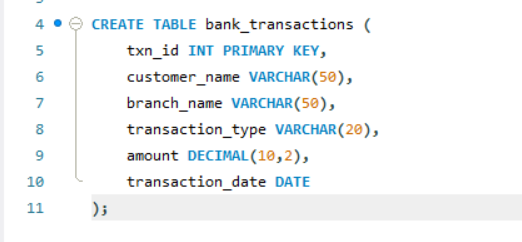 4 CREATE TABLE bank_transactions (
5 txn_id INT PRIMARY KEY,
6 customer_name VARCHAR(50),
7 branch_name VARCHAR(50),
8 transaction_type VARCHAR(20),
9 amount DECIMAL(10,2),
10 transaction_date DATE
11 );